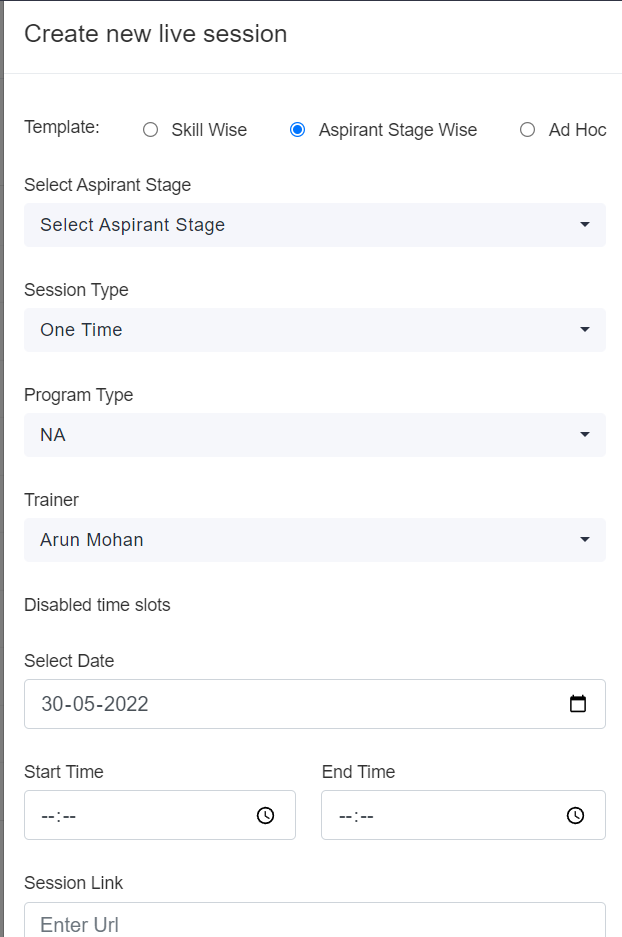 Create new live session
Template: Skill Wise Aspirant Stage Wise Ad Hoc
Select Aspirant Stage
Select Aspirant Stage
Session Type
One Time
Program Type
NA
Trainer
Arun Mohan
Disabled time slots
Select Date
30-05-2022
Start Time End Time
--:-- --:--
Session Link
Enter Url